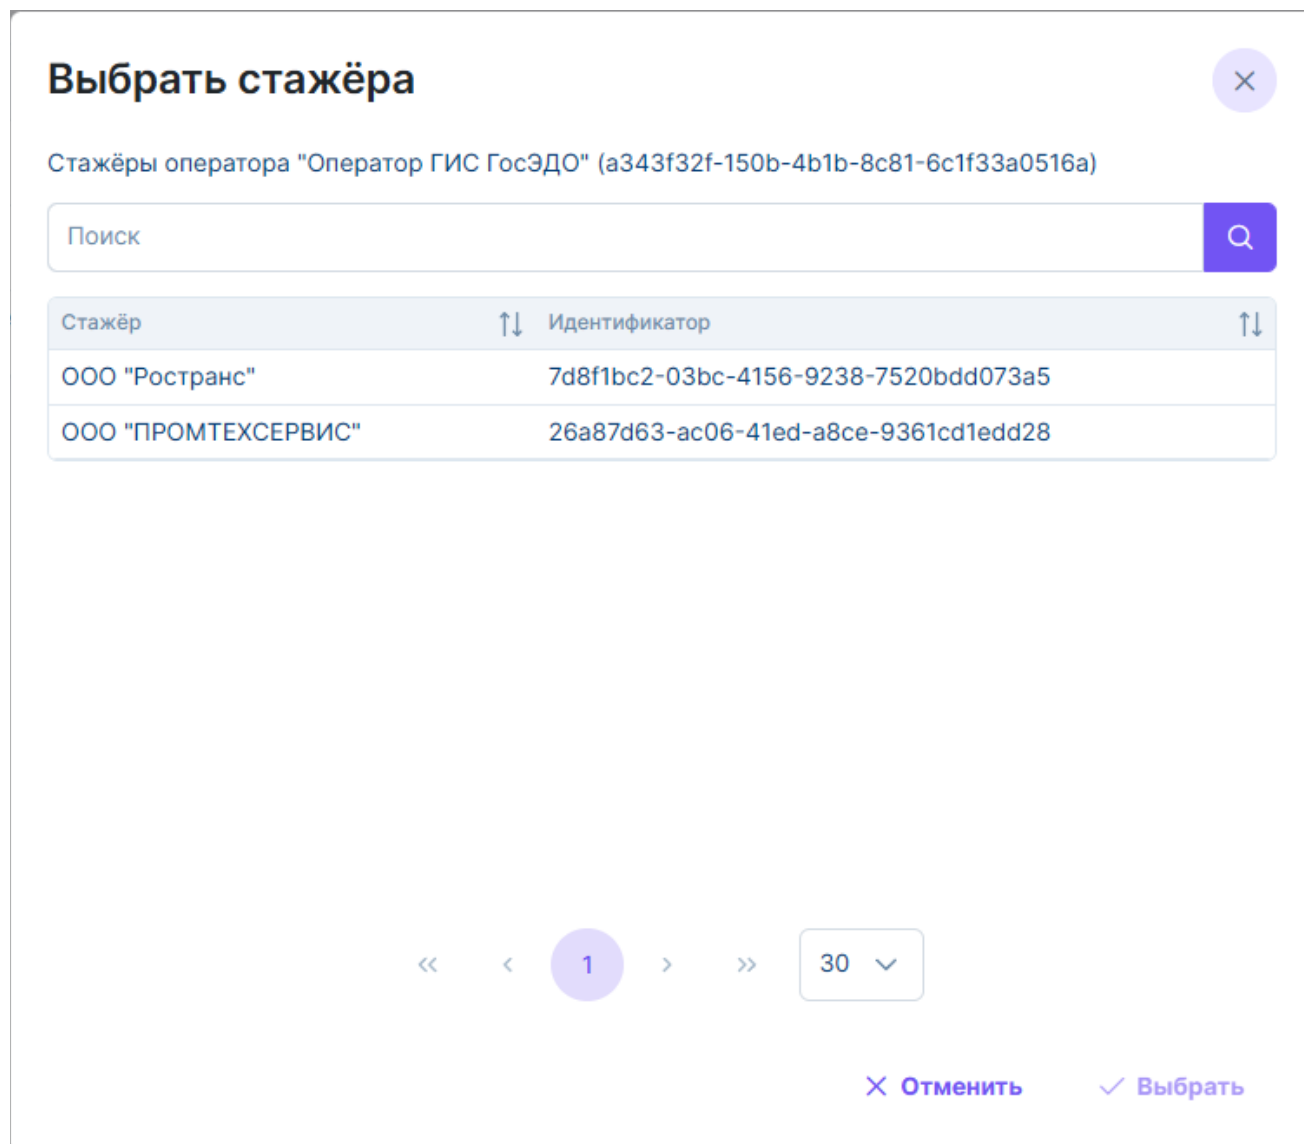 Выбрать стажёра
Стажёры оператора "Оператор ГИС ГосЭДО" (a343f32f-150b-4b1b-8c81-6c1f33a0516a)
Поиск
Стажёр Идентификатор
ООО "Ространс" 7d8f1bc2-03bc-4156-9238-7520bdd073a5
ООО "ПРОМТЕХСЕРВИС" 26a87d63-ac06-41ed-a8ce-9361cd1edd28
« ‹ 1 › » 30
Отменить Выбрать